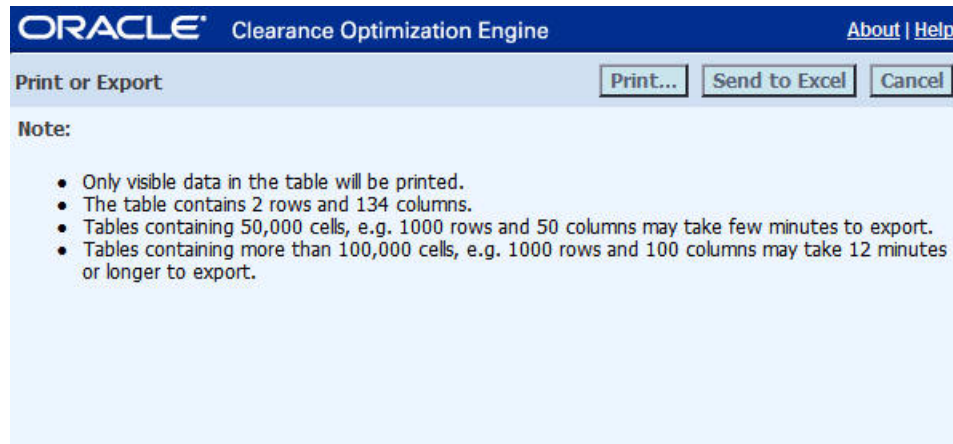 ORACLE Clearance Optimization Engine About | Help
Print or Export Print... Send to Excel Cancel
Note:
• Only visible data in the table will be printed.
• The table contains 2 rows and 134 columns.
• Tables containing 50,000 cells, e.g. 1000 rows and 50 columns may take few minutes to export.
• Tables containing more than 100,000 cells, e.g. 1000 rows and 100 columns may take 12 minutes
or longer to export.